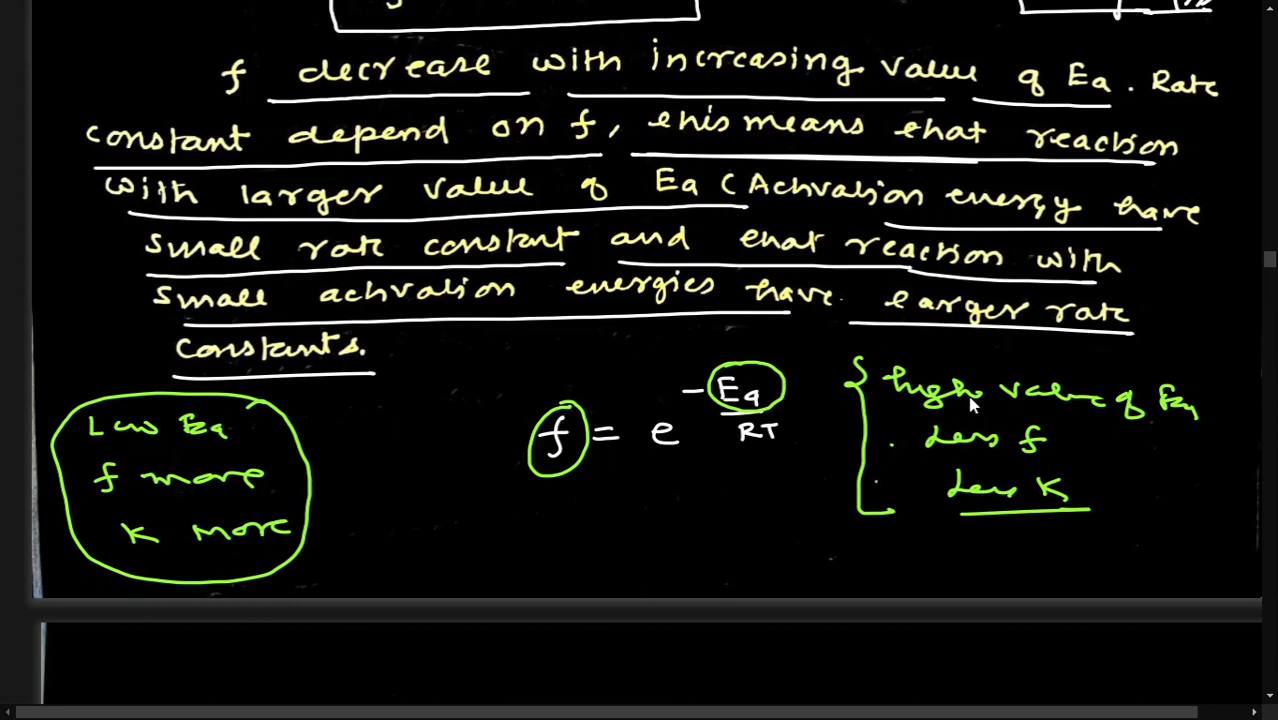 f decrease with increasing value of Ea. Rate
constant depend on f, this means that reaction
with larger value of Ea (Activation energy have
small rate constant and that reaction with
small activation energies have larger rate
constants.
Low Ea
f more
K more
f = e^-Ea/RT
high value of Ea
Less f
Less K